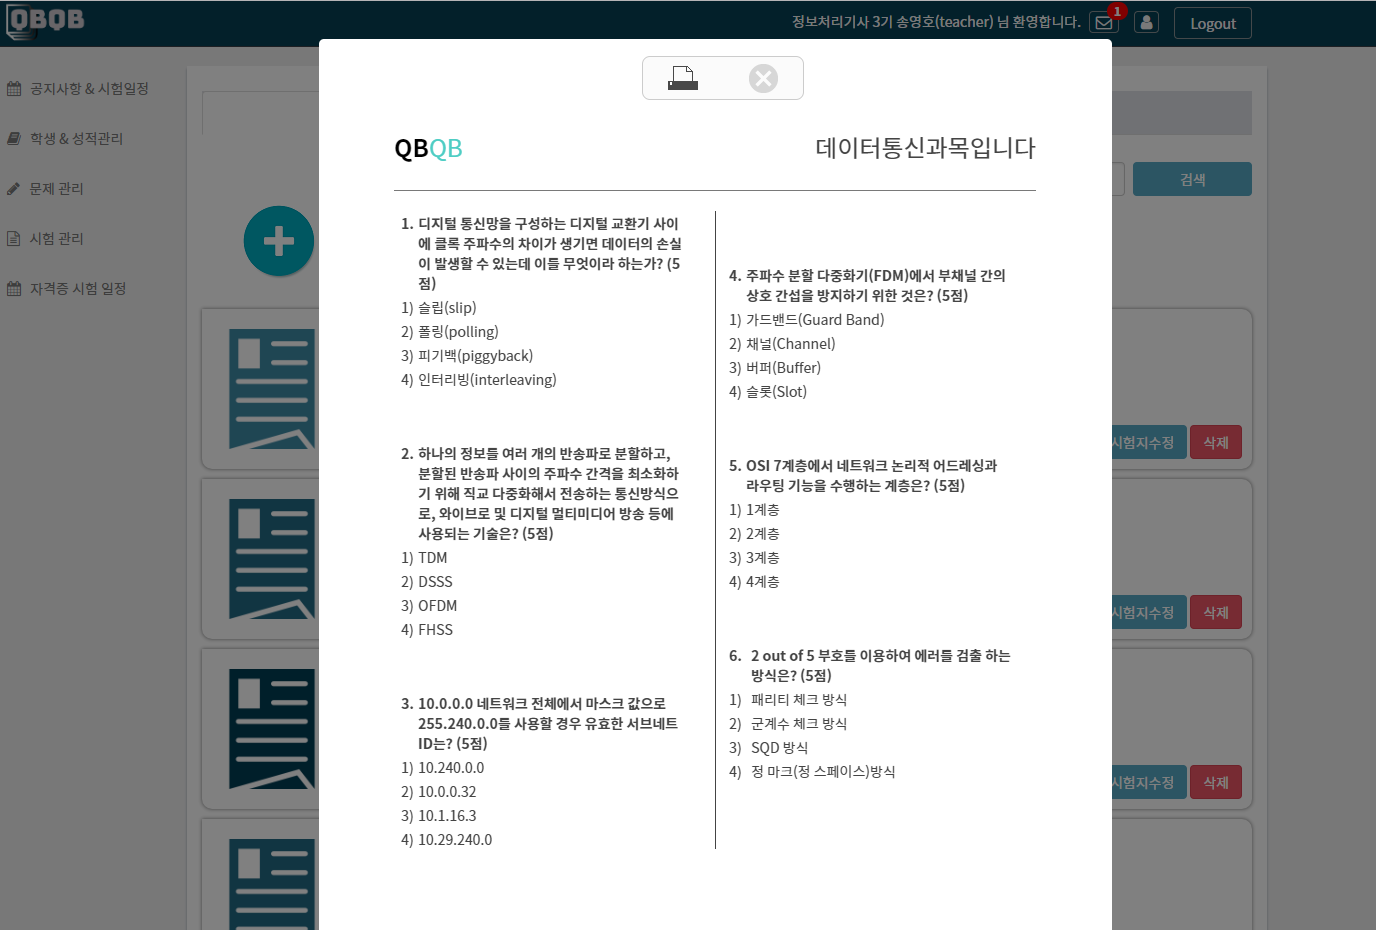 QBQB
정보처리기사 3기 송영호(teacher) 님 환영합니다.
1
Logout
공지사항 & 시험일정
학생 & 성적관리
문제 관리
시험 관리
자격증 시험 일정
검색
QBQB
데이터통신과목입니다
1. 디지털 통신망을 구성하는 디지털 교환기 사이
에 클록 주파수의 차이가 생기면 데이터의 손실
이 발생할 수 있는데 이를 무엇이라 하는가? (5
점)
1) 슬립(slip)
2) 폴링(polling)
3) 피기백(piggyback)
4) 인터리빙(interleaving)
2. 하나의 정보를 여러 개의 반송파로 분할하고,
분할된 반송파 사이의 주파수 간격을 최소화하
기 위해 직교 다중화해서 전송하는 통신방식으
로, 와이브로 및 디지털 멀티미디어 방송 등에
사용되는 기술은? (5점)
1) TDM
2) DSSS
3) OFDM
4) FHSS
3. 10.0.0.0 네트워크 전체에서 마스크 값으로
255.240.0.0를 사용할 경우 유효한 서브네트
ID는? (5점)
1) 10.240.0.0
2) 10.0.0.32
3) 10.1.16.3
4) 10.29.240.0
4. 주파수 분할 다중화기(FDM)에서 부채널 간의
상호 간섭을 방지하기 위한 것은? (5점)
1) 가드밴드(Guard Band)
2) 채널(Channel)
3) 버퍼(Buffer)
4) 슬롯(Slot)
5. OSI 7계층에서 네트워크 논리적 어드레싱과
라우팅 기능을 수행하는 계층은? (5점)
1) 1계층
2) 2계층
3) 3계층
4) 4계층
6. 2 out of 5 부호를 이용하여 에러를 검출 하는
방식은? (5점)
1) 패리티 체크 방식
2) 군계수 체크 방식
3) SQD 방식
4) 정 마크(정 스페이스)방식
시험지수정 삭제
시험지수정 삭제
시험지수정 삭제